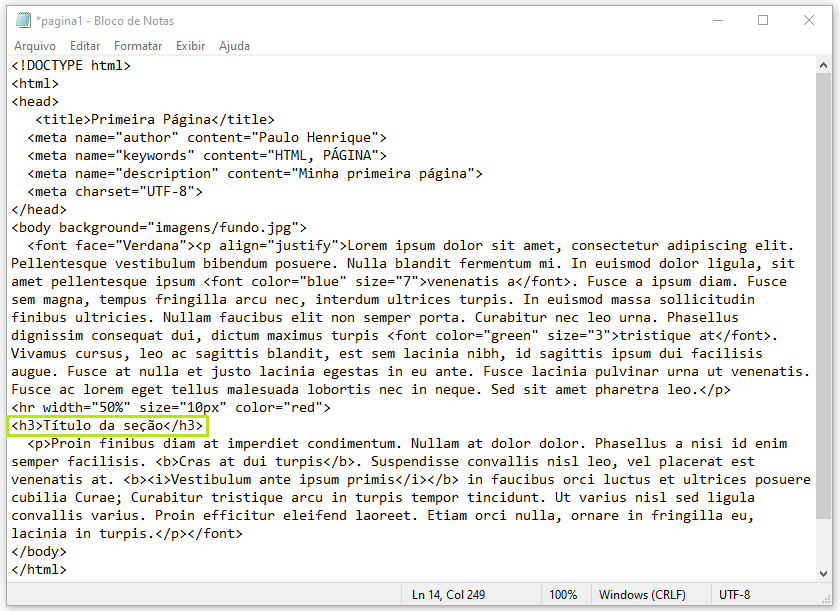 *pagina1 - Bloco de Notas
Arquivo Editar Formatar Exibir Ajuda
<!DOCTYPE html>
<html>
<head>
   <title>Primeira Página</title>
  <meta name="author" content="Paulo Henrique">
  <meta name="keywords" content="HTML, PÁGINA">
  <meta name="description" content="Minha primeira página">
  <meta charset="UTF-8">
</head>
<body background="imagens/fundo.jpg">
  <font face="Verdana"><p align="justify">Lorem ipsum dolor sit amet, consectetur adipiscing elit.
Pellentesque vestibulum bibendum posuere. Nulla blandit fermentum mi. In euismod dolor ligula, sit
amet pellentesque ipsum <font color="blue" size="7">venenatis a</font>. Fusce a ipsum diam. Fusce
sem magna, tempus fringilla arcu nec, interdum ultrices turpis. In euismod massa sollicitudin
finibus ultricies. Nullam faucibus elit non semper porta. Curabitur nec leo urna. Phasellus
dignissim consequat dui, dictum maximus turpis <font color="green" size="3">tristique at</font>.
Vivamus cursus, leo ac sagittis blandit, est sem lacinia nibh, id sagittis ipsum dui facilisis
augue. Fusce at nulla et justo lacinia egestas in eu ante. Fusce lacinia pulvinar urna ut venenatis.
Fusce ac lorem eget tellus malesuada lobortis nec in neque. Sed sit amet pharetra leo.</p>
<hr width="50%" size="10px" color="red">
<h3>Título da seção</h3>
  <p>Proin finibus diam at imperdiet condimentum. Nullam at dolor dolor. Phasellus a nisi id enim
semper facilisis. <b>Cras at dui turpis</b>. Suspendisse convallis nisl leo, vel placerat est
venenatis at. <b><i>Vestibulum ante ipsum primis</i></b> in faucibus orci luctus et ultrices posuere
cubilia Curae; Curabitur tristique arcu in turpis tempor tincidunt. Ut varius nisl sed ligula
convallis varius. Proin efficitur eleifend laoreet. Etiam orci nulla, ornare in fringilla eu,
lacinia in turpis.</p></font>
</body>
</html>
Ln 14, Col 249 100% Windows (CRLF) UTF-8